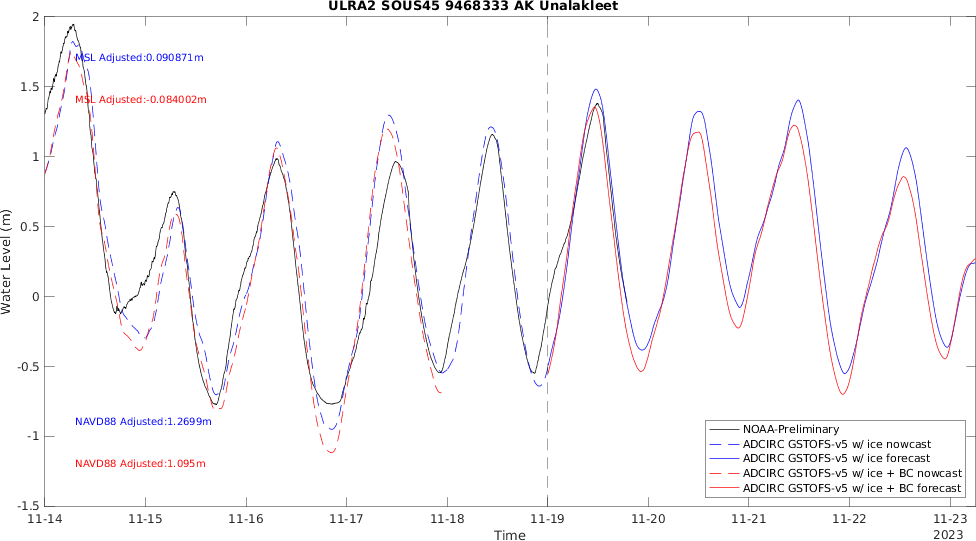 ULRA2 SOUS45 9468333 AK Unalakleet
2
1.5
1
0.5
0
-0.5
-1
-1.5
Water Level (m)
MSL Adjusted:0.090871m
MSL Adjusted:-0.084002m
NAVD88 Adjusted:1.2699m
NAVD88 Adjusted:1.095m
NOAA-Preliminary
ADCIRC GSTOFS-v5 w/ ice nowcast
ADCIRC GSTOFS-v5 w/ ice forecast
ADCIRC GSTOFS-v5 w/ ice + BC nowcast
ADCIRC GSTOFS-v5 w/ ice + BC forecast
11-14 11-15 11-16 11-17 11-18 11-19 11-20 11-21 11-22 11-23
Time
2023